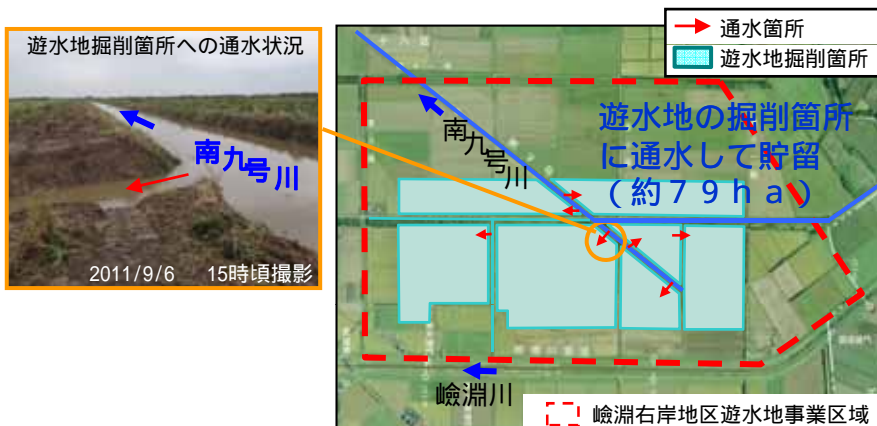 遊水地掘削箇所への通水状況
南九号川
2011/9/6 15時頃撮影
通水箇所
遊水地掘削箇所
遊水地の掘削箇所
に通水して貯留
(約79ha)
南九号川
嶮淵川
嶮淵右岸地区遊水地事業区域